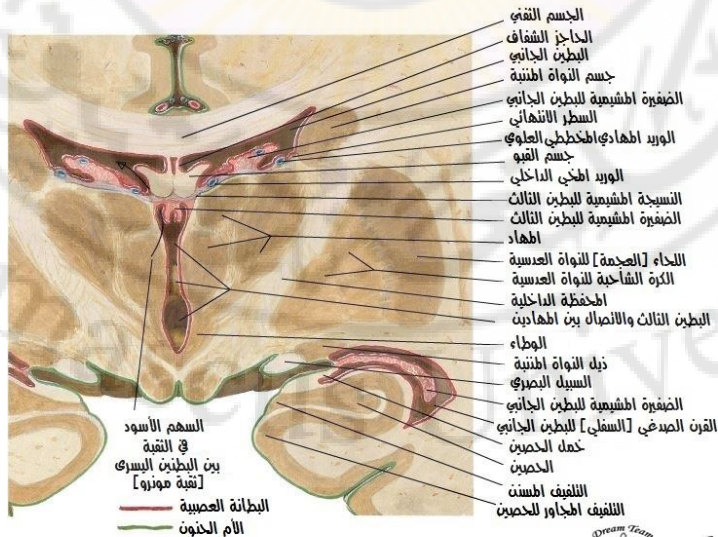 الجسم الثفني
الحاجز الشفاف
البطين الجانبي
جسم النواة المذنبة
الضفيرة المشيمية للبطين الجانبي
السطر الانتهائي
الوريد المهادي المخططي العلوي
جسم القبو
الوريد المخي الداخلي
النسيجة المشيمية للبطين الثالث
الضفيرة المشيمية للبطين الثالث
المهاد
اللحاء [العجمة] للنواة العدسية
الكرة الشاحبة للنواة العدسية
المحفظة الداخلية
البطين الثالث والاتصال بين المهادين
الوطاء
ذيل النواة المذنبة
السبيل البصري
الضفيرة المشيمية للبطين الجانبي
القرن الصدغي [السفلي] للبطين الجانبي
خمل الحصين
الحصين
التلفيف المسنن
التلفيف المجاور للحصين
السهم الأسود
في الثقبة
بين البطنين اليسرى
[ثقبة مونرو]
البطانة العصبية
الأم الحنون
Dream Team